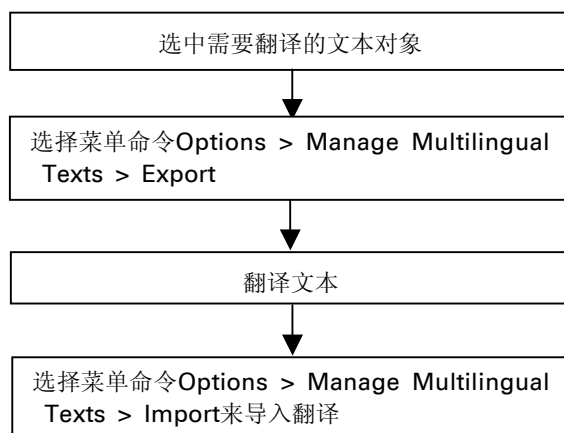 选中需要翻译的文本对象
选择菜单命令Options > Manage Multilingual
Texts > Export
翻译文本
选择菜单命令Options > Manage Multilingual
Texts > Import来导入翻译